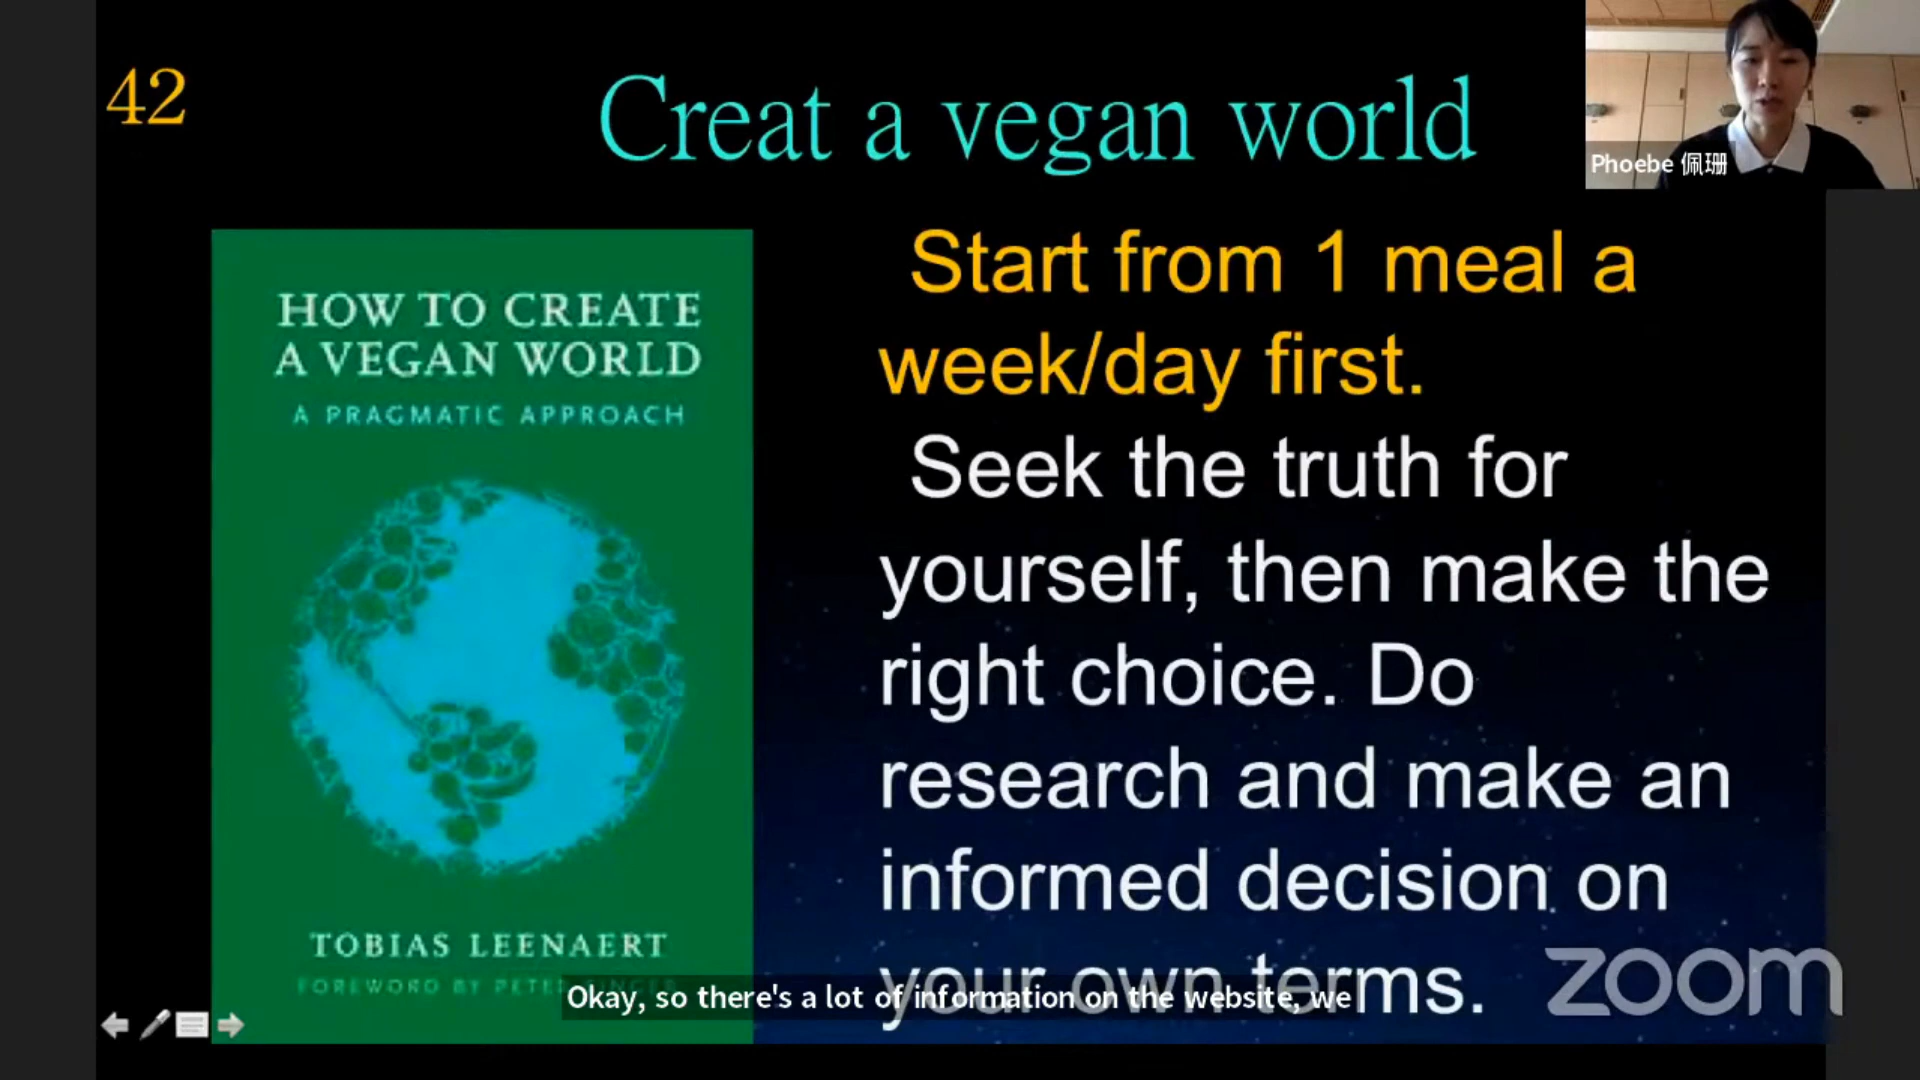 42
Creat a vegan world
Phoebe 佩珊
HOW TO CREATE
A VEGAN WORLD
A PRAGMATIC APPROACH
TOBIAS LEENAERT
FOREWORD BY PETE
Start from 1 meal a
week/day first.
Seek the truth for
yourself, then make the
right choice. Do
research and make an
informed decision on
your own terms.
Okay, so there's a lot of information on the website, we
zoom